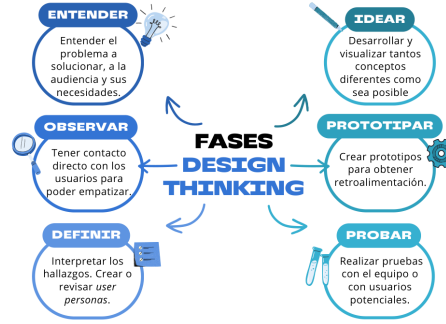 ENTENDER
Entender el
problema a
solucionar, a la
audiencia y sus
necesidades.
OBSERVAR
Tener contacto
directo con los
usuarios para
poder empatizar.
DEFINIR
Interpretar los
hallazgos. Crear o
revisar user
personas.
FASES
DESIGN
THINKING
IDEAR
Desarrollar y
visualizar tantos
conceptos
diferentes como
sea posible
PROTOTIPAR
Crear prototipos
para obtener
retroalimentación.
PROBAR
Realizar pruebas
con el equipo o
con usuarios
potenciales.